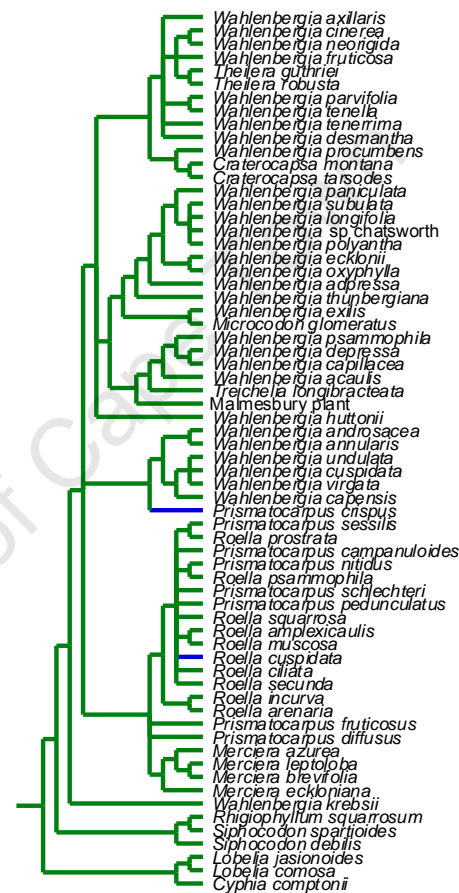 Wahlenbergia axillaris
Wahlenbergia cinerea
Wahlenbergia neorigida
Wahlenbergia fruticosa
Theilera guthriei
Theilera robusta
Wahlenbergia parvifolia
Wahlenbergia tenella
Wahlenbergia tenerrima
Wahlenbergia desmantha
Wahlenbergia procumbens
Craterocapsa montana
Craterocapsa tarsodes
Wahlenbergia paniculata
Wahlenbergia subulata
Wahlenbergia longifolia
Wahlenbergia sp chatsworth
Wahlenbergia polyantha
Wahlenbergia ecklonii
Wahlenbergia oxyphylla
Wahlenbergia adpressa
Wahlenbergia thunbergiana
Wahlenbergia exilis
Microcodon glomeratus
Wahlenbergia psammophila
Wahlenbergia depressa
Wahlenbergia capillacea
Wahlenbergia acaulis
Treichelia longibracteata
Malmesbury plant
Wahlenbergia huttonii
Wahlenbergia androsacea
Wahlenbergia annularis
Wahlenbergia undulata
Wahlenbergia cuspidata
Wahlenbergia virgata
Wahlenbergia capensis
Prismatocarpus crispus
Prismatocarpus sessilis
Roella prostrata
Prismatocarpus campanuloides
Prismatocarpus nitidus
Roella psammophila
Prismatocarpus schlechteri
Prismatocarpus pedunculatus
Roella squarrosa
Roella amplexicaulis
Roella muscosa
Roella cuspidata
Roella ciliata
Roella secunda
Roella incurva
Roella arenaria
Prismatocarpus fruticosus
Prismatocarpus diffusus
Merciera azurea
Merciera leptoloba
Merciera brevifolia
Merciera eckloniana
Wahlenbergia krebsii
Rhigiophyllum squarrosum
Siphocodon spartioides
Siphocodon debilis
Lobelia jasionoides
Lobelia comosa
Cyphia comptonii
of Cape